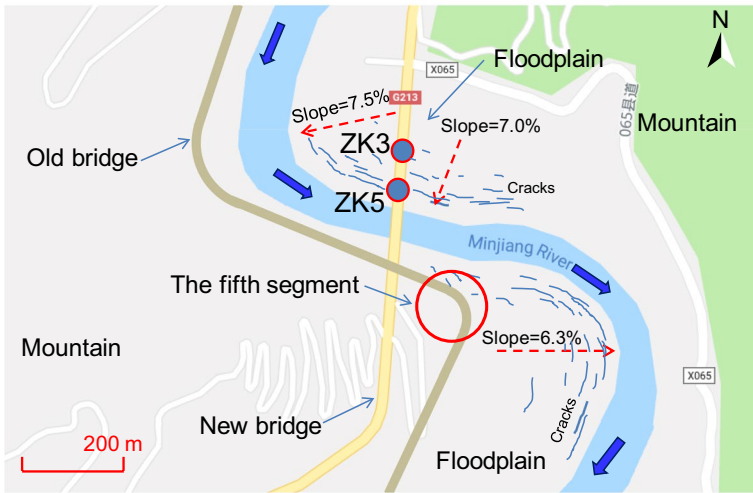 N
Floodplain
X065
G213
Slope=7.5%
065县道
Slope=7.0%
Mountain
ZK3
Old bridge
Cracks
ZK5
Minjiang River
The fifth segment
Slope=6.3%
Mountain
X065
Cracks
New bridge
200 m
Floodplain